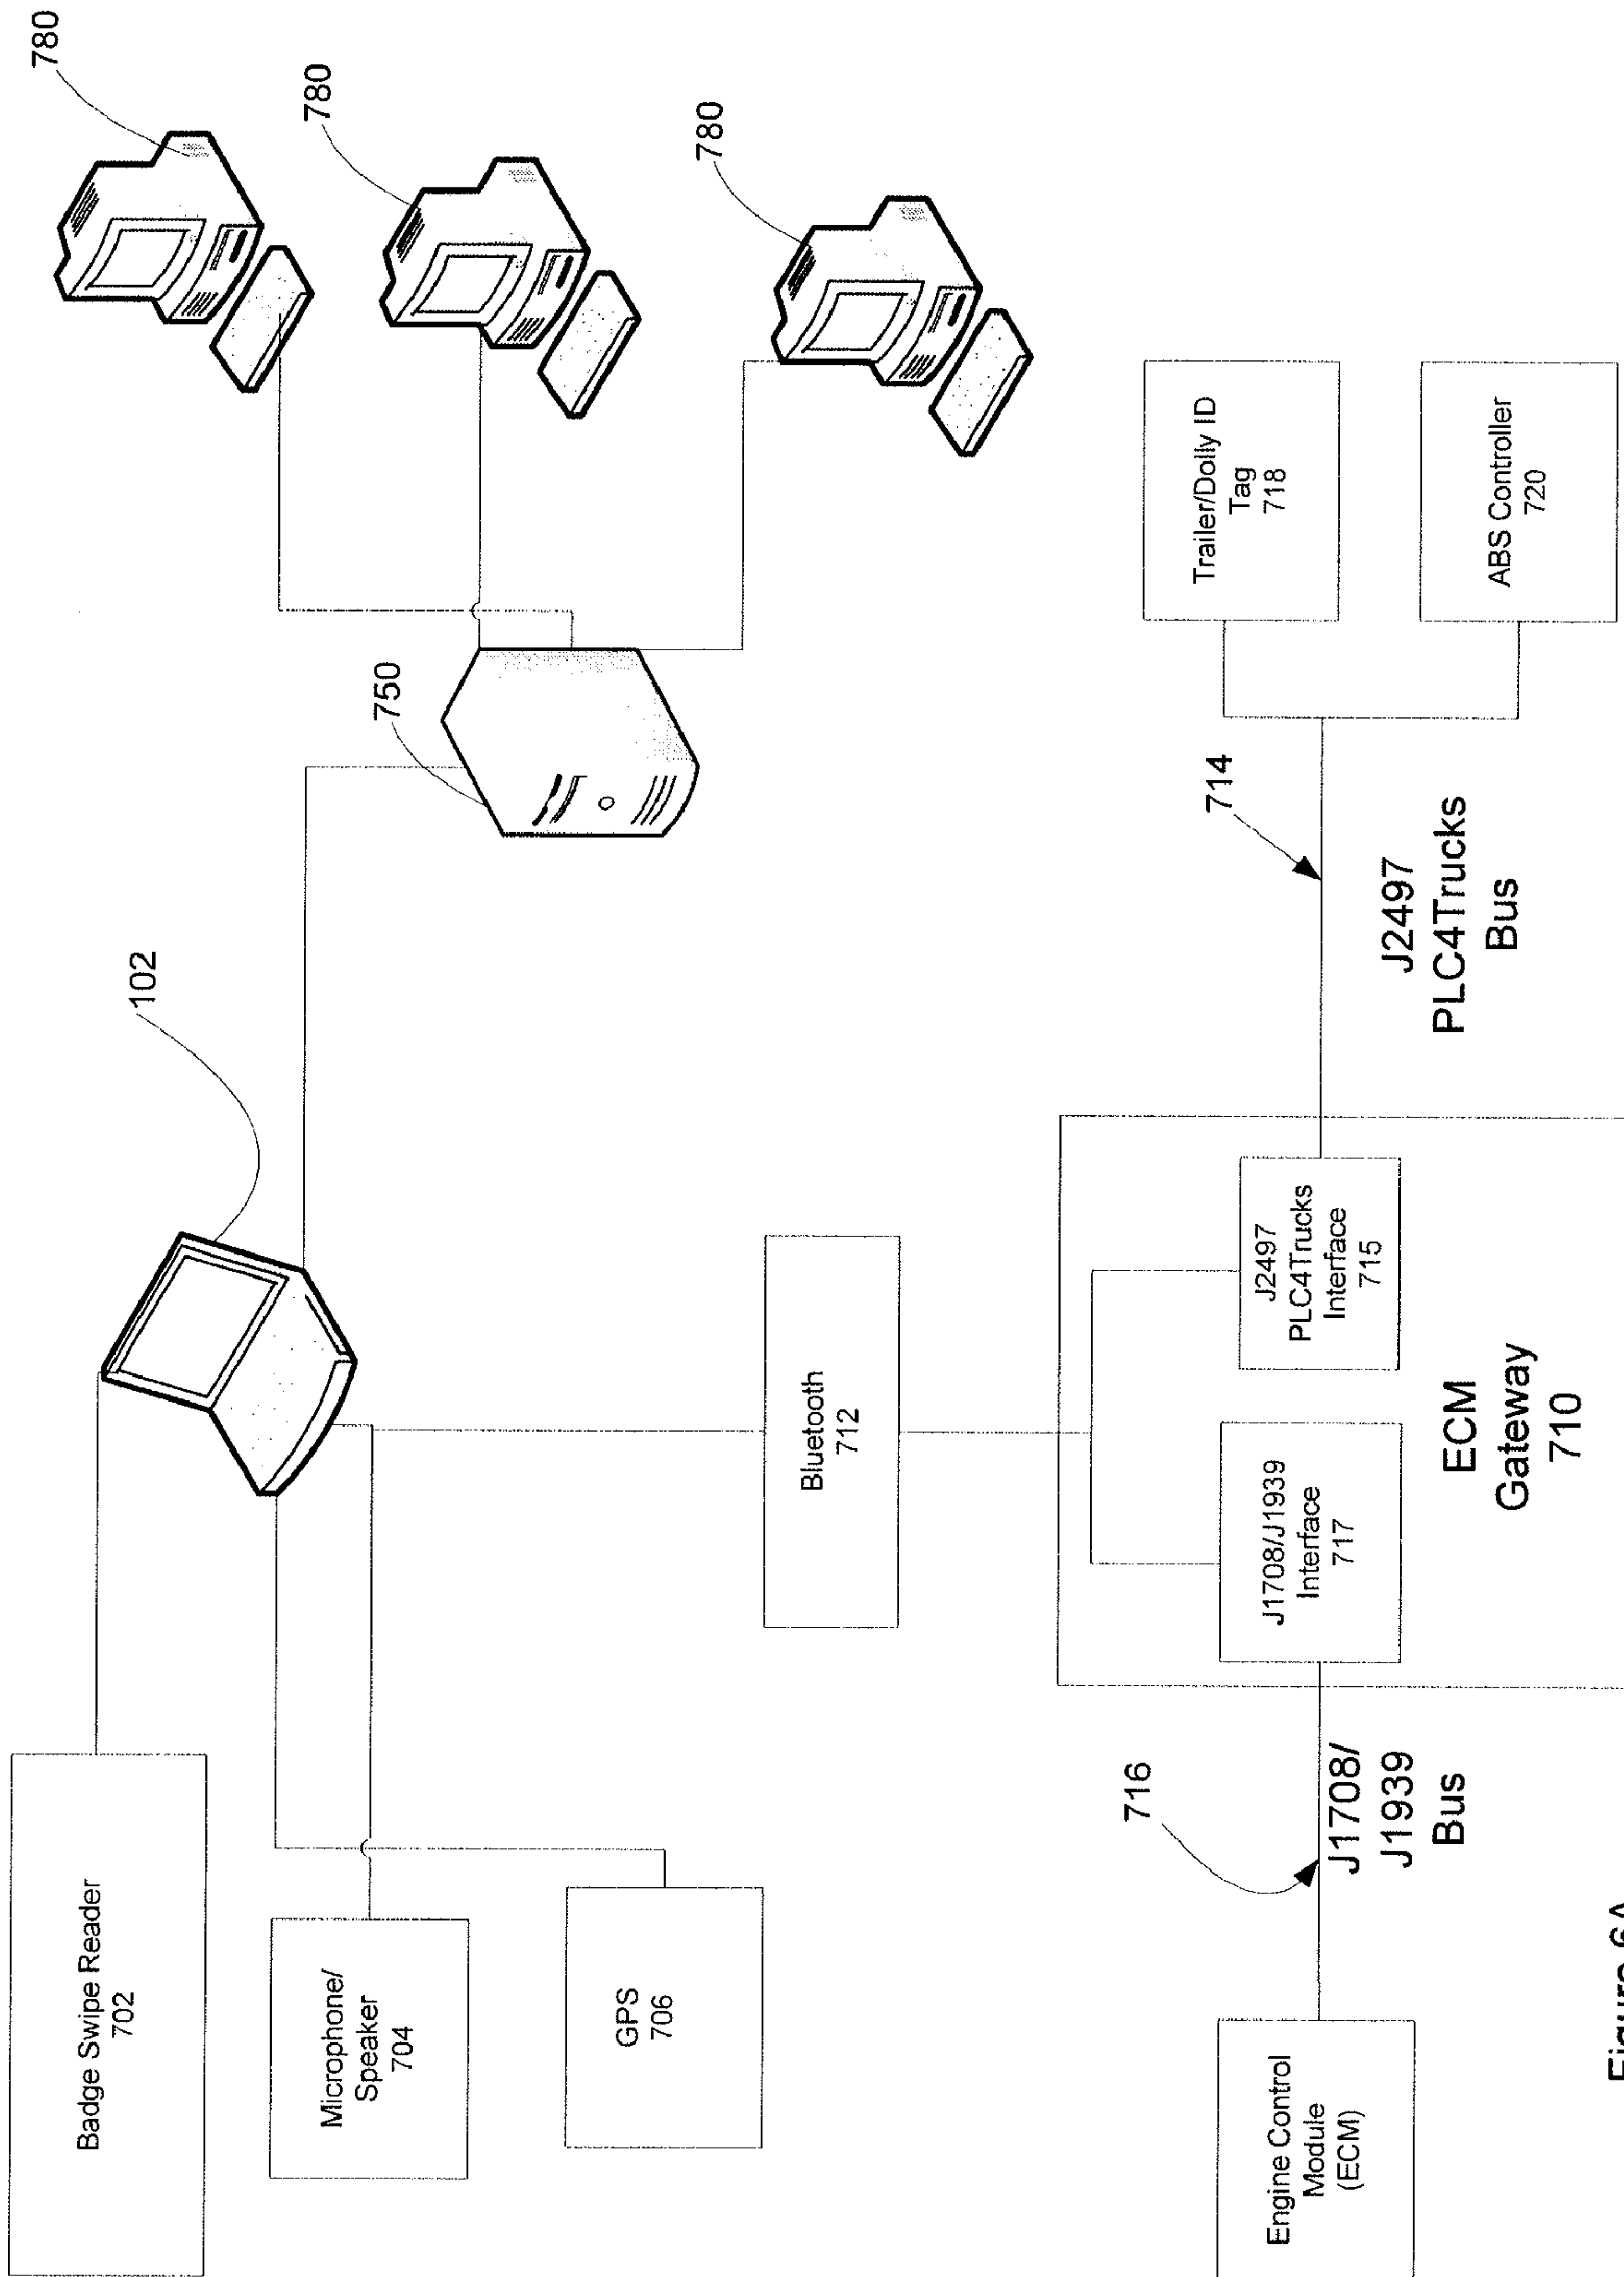 Badge Swipe Reader
702
Microphone/
Speaker
704
GPS
706
102
750
780
780
780
Bluetooth
712
Engine Control
Module
(ECM)
716
J1708/
J1939
Bus
J1708/J1939
Interface
717
J2497
PLC4Trucks
Interface
715
ECM
Gateway
710
714
J2497
PLC4Trucks
Bus
Trailer/Dolly ID
Tag
718
ABS Controller
720
Figure 6A